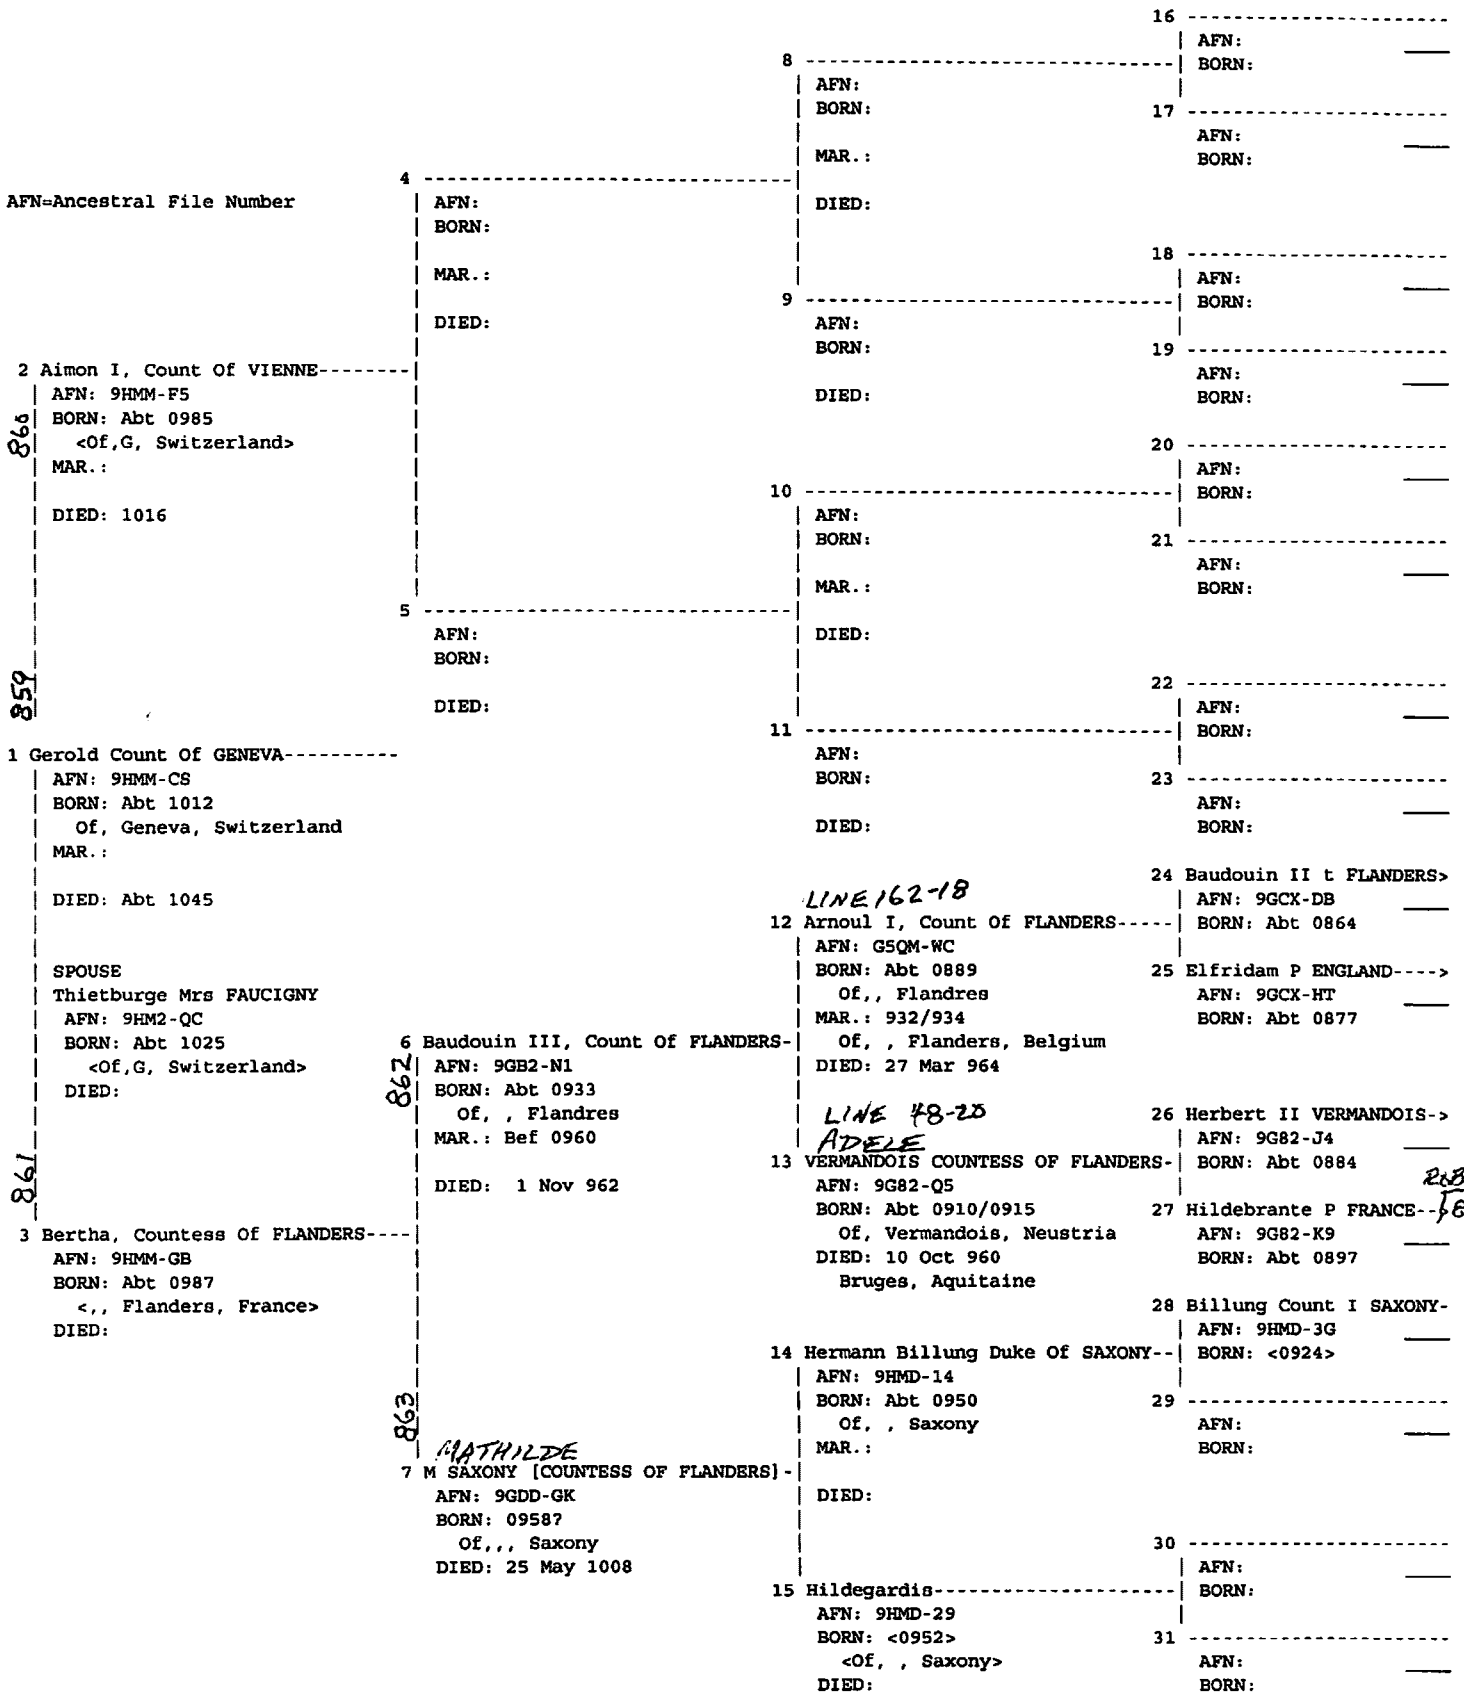 AFN=Ancestral File Number
2 Aimon I, Count Of VIENNE--------
AFN: 9HMM-F5
BORN: Abt 0985
<Of,G, Switzerland>
MAR.:
DIED: 1016
860
859
1 Gerold Count Of GENEVA----------
AFN: 9HMM-CS
BORN: Abt 1012
Of, Geneva, Switzerland
MAR.:
DIED: Abt 1045
SPOUSE
Thietburge Mrs FAUCIGNY
AFN: 9HM2-QC
BORN: Abt 1025
<Of,G, Switzerland>
DIED:
861
3 Bertha, Countess Of FLANDERS----
AFN: 9HMM-GB
BORN: Abt 0987
<,, Flanders, France>
DIED:
4 -------------------------------
AFN:
BORN:
MAR.:
DIED:
5 -------------------------------
AFN:
BORN:
DIED:
6 Baudouin III, Count Of FLANDERS-
862
AFN: 9GB2-N1
BORN: Abt 0933
Of, , Flandres
MAR.: Bef 0960
DIED: 1 Nov 962
863
MATHILDE
7 M SAXONY [COUNTESS OF FLANDERS]-
AFN: 9GDD-GK
BORN: 09587
Of,,, Saxony
DIED: 25 May 1008
8 -------------------------------
AFN:
BORN:
MAR.:
DIED:
9 -------------------------------
AFN:
BORN:
DIED:
10 -------------------------------
AFN:
BORN:
MAR.:
DIED:
11 -------------------------------
AFN:
BORN:
DIED:
LINE 162-18
12 Arnoul I, Count Of FLANDERS-----
AFN: G5QM-WC
BORN: Abt 0889
Of,, Flandres
MAR.: 932/934
Of, , Flanders, Belgium
DIED: 27 Mar 964
LINE 48-20
ADELE
13 VERMANDOIS COUNTESS OF FLANDERS-
AFN: 9G82-Q5
BORN: Abt 0910/0915
Of, Vermandois, Neustria
DIED: 10 Oct 960
Bruges, Aquitaine
14 Hermann Billung Duke Of SAXONY--
AFN: 9HMD-14
BORN: Abt 0950
Of, , Saxony
MAR.:
DIED:
15 Hildegardis---------------------
AFN: 9HMD-29
BORN: <0952>
<Of, , Saxony>
DIED:
16 ----------------------
AFN:
BORN:
17 ----------------------
AFN:
BORN:
18 ----------------------
AFN:
BORN:
19 ----------------------
AFN:
BORN:
20 ----------------------
AFN:
BORN:
21 ----------------------
AFN:
BORN:
22 ----------------------
AFN:
BORN:
23 ----------------------
AFN:
BORN:
24 Baudouin II t FLANDERS>
AFN: 9GCX-DB
BORN: Abt 0864
25 Elfridam P ENGLAND---->
AFN: 9GCX-HT
BORN: Abt 0877
26 Herbert II VERMANDOIS->
AFN: 9G82-J4
BORN: Abt 0884
27 Hildebrante P FRANCE--
AFN: 9G82-K9
BORN: Abt 0897
28 Billung Count I SAXONY-
AFN: 9HMD-3G
BORN: <0924>
29 ----------------------
AFN:
BORN:
30 ----------------------
AFN:
BORN:
31 ----------------------
AFN:
BORN: